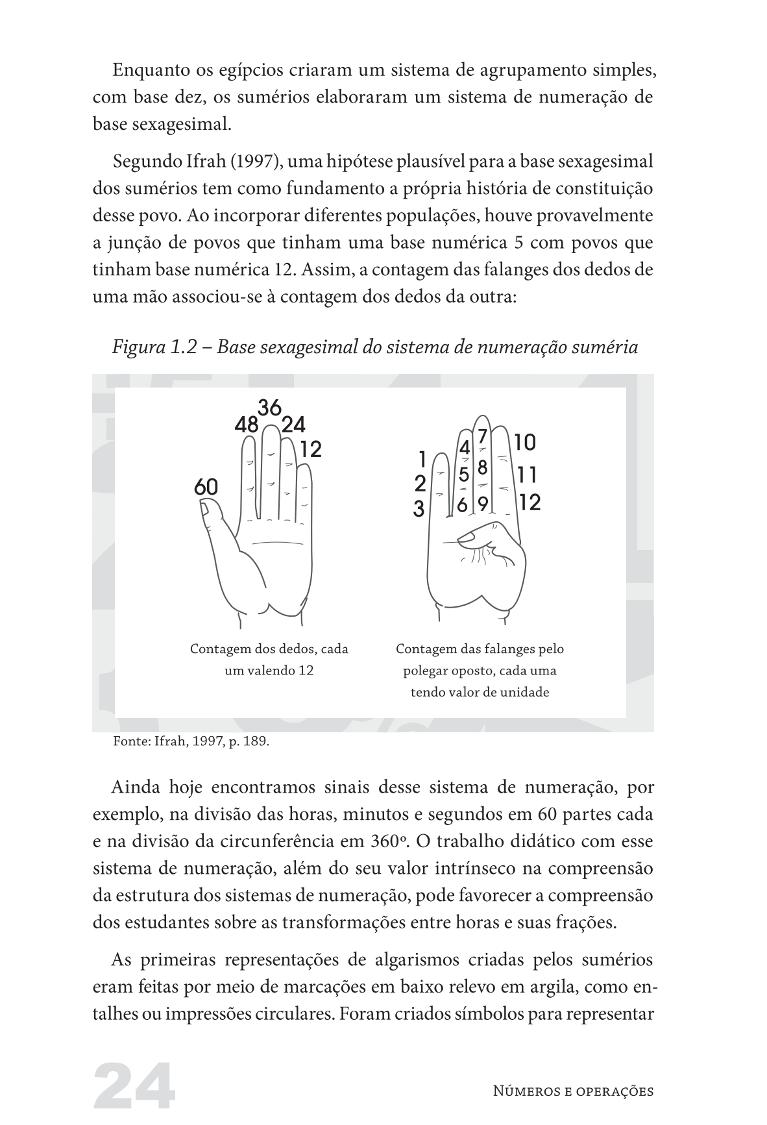 Enquanto os egípcios criaram um sistema de agrupamento simples,
com base dez, os sumérios elaboraram um sistema de numeração de
base sexagesimal.
Segundo Ifrah (1997), uma hipótese plausível para a base sexagesimal
dos sumérios tem como fundamento a própria história de constituição
desse povo. Ao incorporar diferentes populações, houve provavelmente
a junção de povos que tinham uma base numérica 5 com povos que
tinham base numérica 12. Assim, a contagem das falanges dos dedos de
uma mão associou-se à contagem dos dedos da outra:
Figura 1.2 – Base sexagesimal do sistema de numeração suméria
60
48
36
24
12
1
2
3
4
5
6
7
8
9
10
11
12
Contagem dos dedos, cada
um valendo 12
Contagem das falanges pelo
polegar oposto, cada uma
tendo valor de unidade
Fonte: Ifrah, 1997, p. 189.
Ainda hoje encontramos sinais desse sistema de numeração, por
exemplo, na divisão das horas, minutos e segundos em 60 partes cada
e na divisão da circunferência em 360º. O trabalho didático com esse
sistema de numeração, além do seu valor intrínseco na compreensão
da estrutura dos sistemas de numeração, pode favorecer a compreensão
dos estudantes sobre as transformações entre horas e suas frações.
As primeiras representações de algarismos criadas pelos sumérios
eram feitas por meio de marcações em baixo relevo em argila, como en-
talhes ou impressões circulares. Foram criados símbolos para representar
24
Números e operações